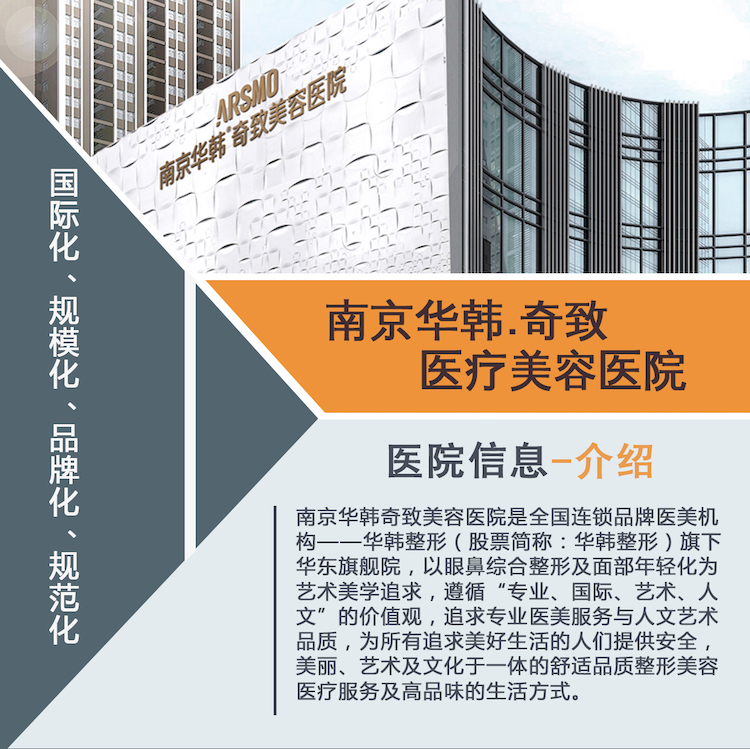 ARSMO
南京华韩®奇致美容医院
国际化、规模化、品牌化、规范化
南京华韩.奇致
医疗美容医院
医院信息-介绍
南京华韩奇致美容医院是全国连锁品牌医美机
构——华韩整形（股票简称：华韩整形）旗下
华东旗舰院，以眼鼻综合整形及面部年轻化为
艺术美学追求，遵循“专业、国际、艺术、人
文”的价值观，追求专业医美服务与人文艺术
品质，为所有追求美好生活的人们提供安全，
美丽、艺术及文化于一体的舒适品质整形美容
医疗服务及高品味的生活方式。